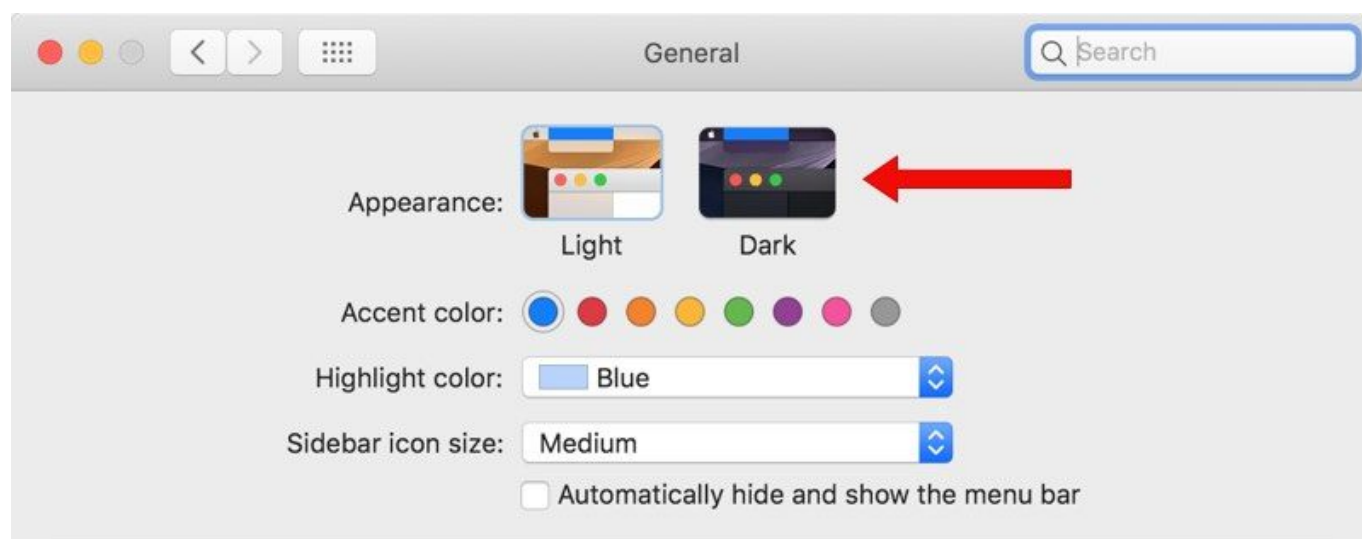 General
Search
Appearance:
Light Dark
Accent color:
Highlight color: Blue
Sidebar icon size: Medium
Automatically hide and show the menu bar